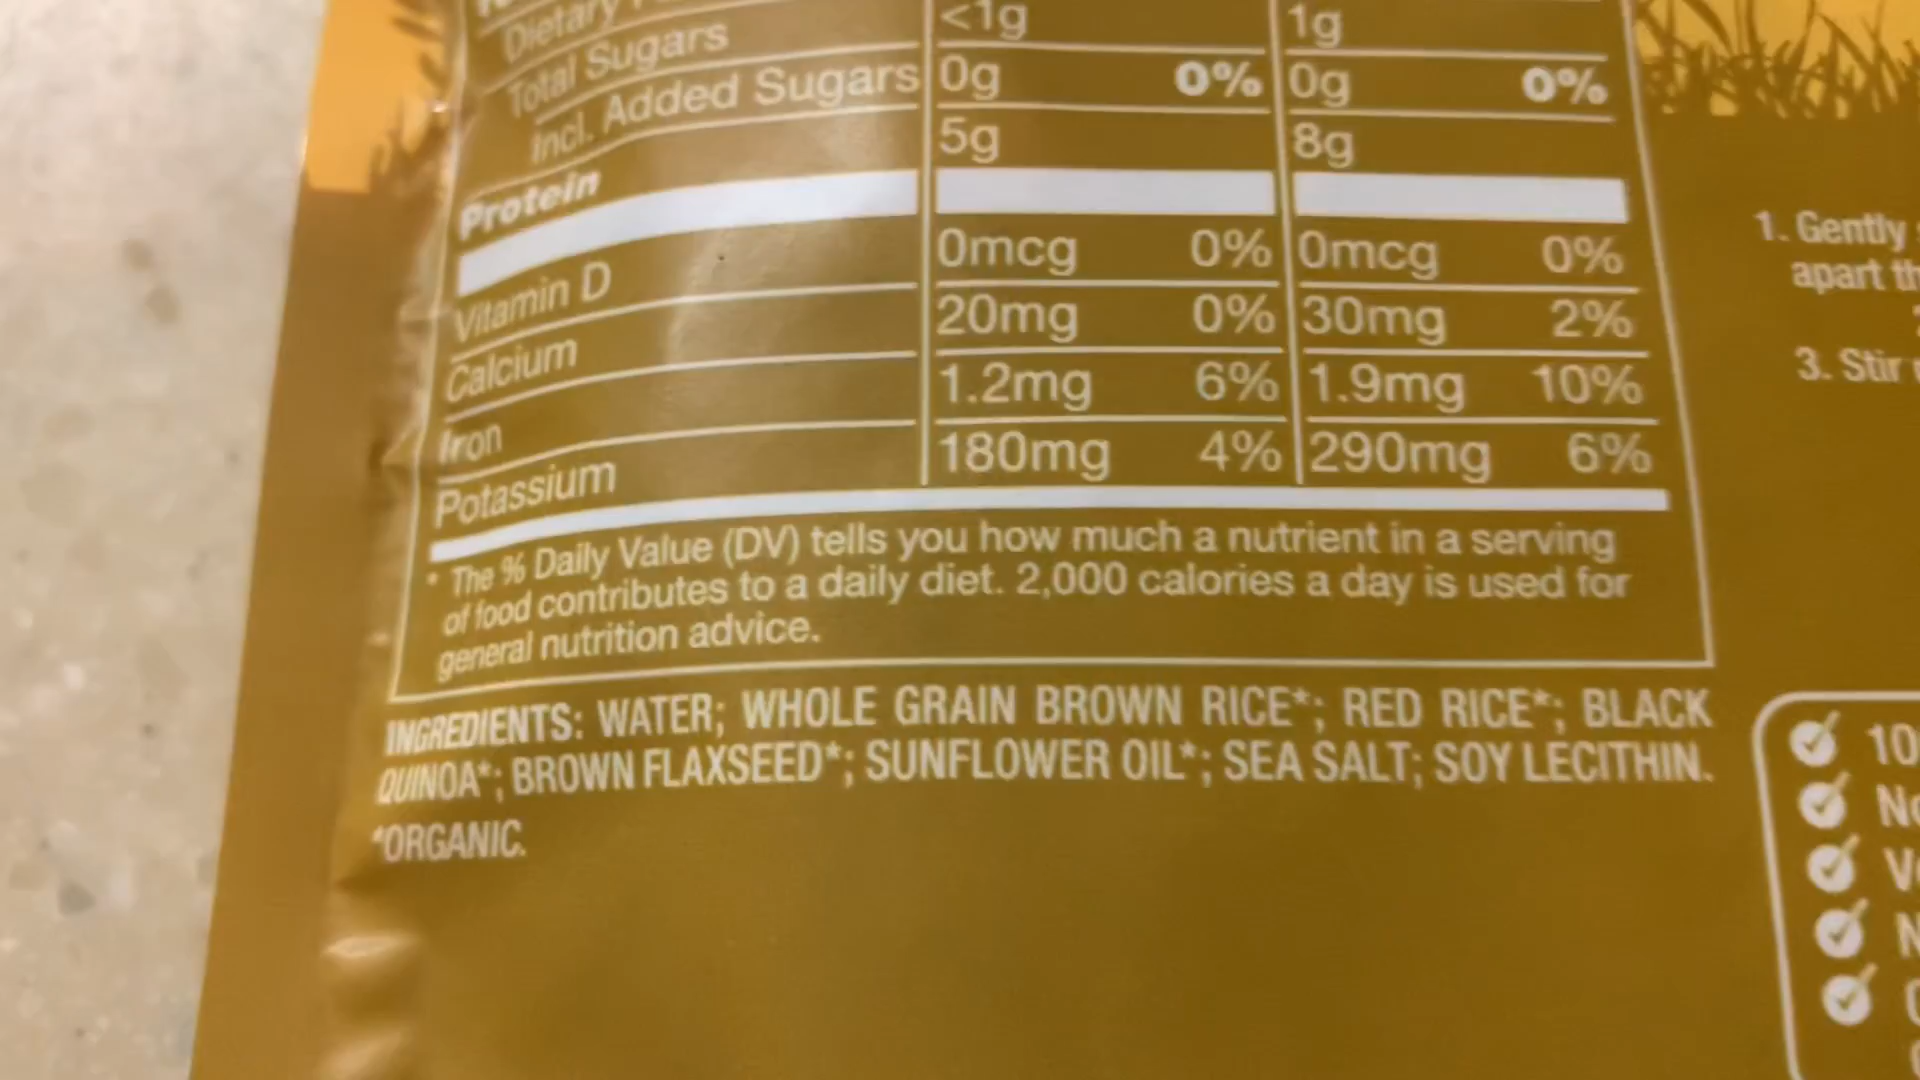 Dietary
Total Sugars <1g 1g
Incl. Added Sugars 0g 0% 0g 0%
Protein 5g 8g
Vitamin D 0mcg 0% 0mcg 0%
Calcium 20mg 0% 30mg 2%
Iron 1.2mg 6% 1.9mg 10%
Potassium 180mg 4% 290mg 6%
* The % Daily Value (DV) tells you how much a nutrient in a serving
of food contributes to a daily diet. 2,000 calories a day is used for
general nutrition advice.
INGREDIENTS: WATER; WHOLE GRAIN BROWN RICE*; RED RICE*; BLACK
QUINOA*; BROWN FLAXSEED*; SUNFLOWER OIL*; SEA SALT; SOY LECITHIN.
*ORGANIC.
1. Gently
apart th
3. Stir
10